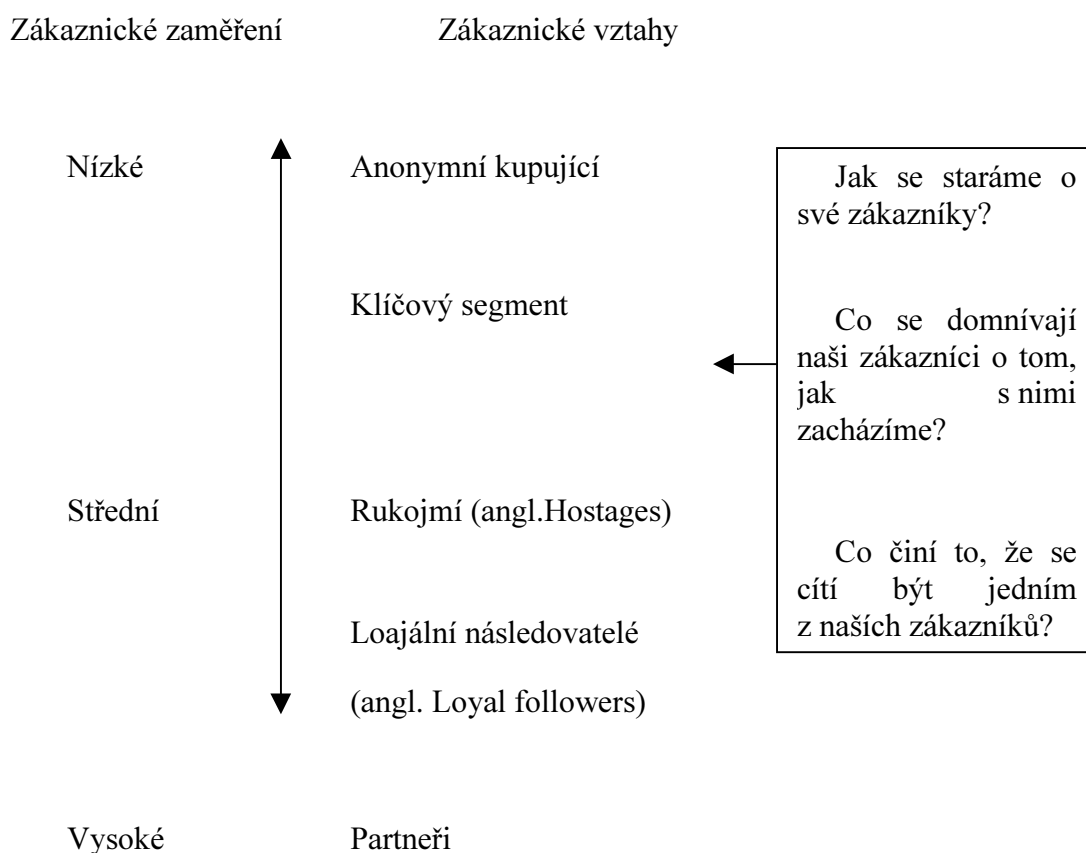 Zákaznické zaměření Zákaznické vztahy
Nízké Anonymní kupující
Klíčový segment
Střední Rukojmí (angl.Hostages)
Loajální následovatelé
(angl. Loyal followers)
Vysoké Partneři
Jak se staráme o
své zákazníky?
Co se domnívají
naši zákazníci o tom,
jak s nimi
zacházíme?
Co činí to, že se
cítí být jedním
z naších zákazníků?